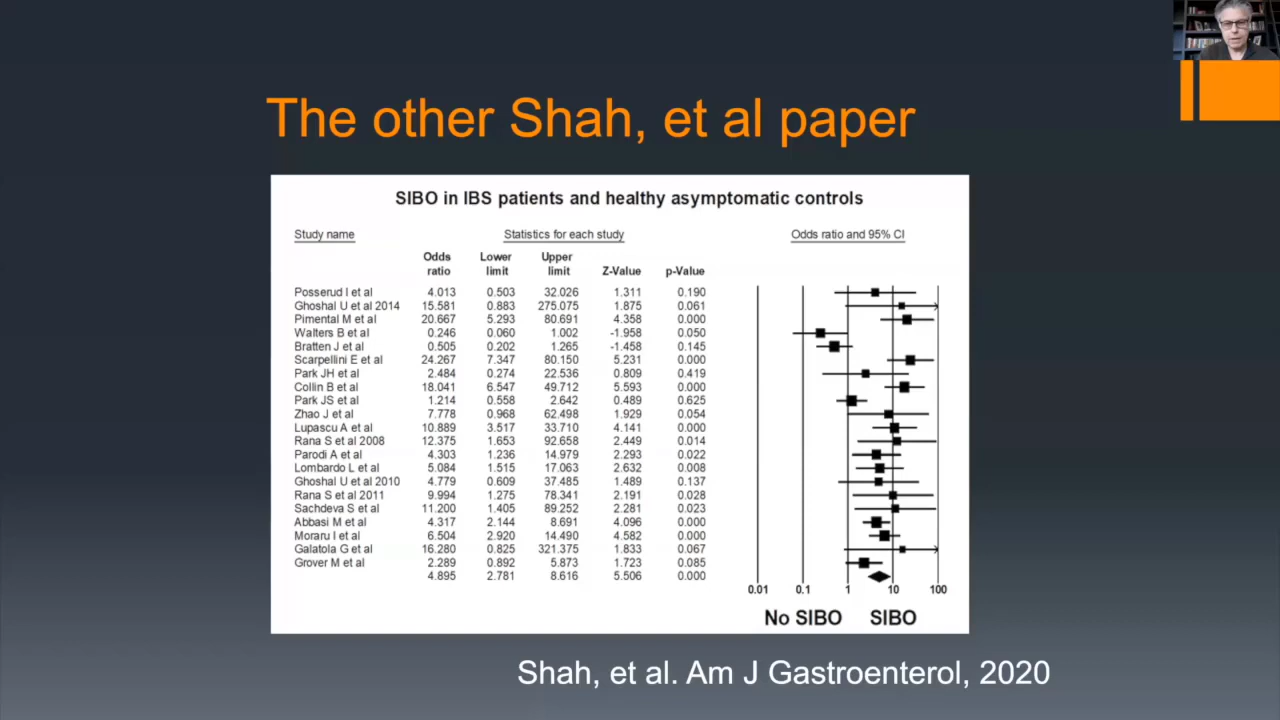 The other Shah, et al paper
SIBO in IBS patients and healthy asymptomatic controls
Study name Statistics for each study Odds ratio and 95% CI
Odds Lower Upper
ratio limit limit Z-Value p-Value
Posserud I et al 4.013 0.503 32.026 1.311 0.190
Ghoshal U et al 2014 15.581 0.883 275.075 1.875 0.061
Pimental M et al 20.667 5.293 80.691 4.358 0.000
Walters B et al 0.246 0.060 1.002 -1.958 0.050
Bratten J et al 0.505 0.202 1.265 -1.458 0.145
Scarpellini E et al 24.267 7.347 80.150 5.231 0.000
Park JH et al 2.484 0.274 22.536 0.809 0.419
Collin B et al 18.041 6.547 49.712 5.593 0.000
Park JS et al 1.214 0.558 2.642 0.489 0.625
Zhao J et al 7.778 0.968 62.498 1.929 0.054
Lupascu A et al 10.889 3.517 33.710 4.141 0.000
Rana S et al 2008 12.375 1.653 92.658 2.449 0.014
Parodi A et al 4.303 1.236 14.979 2.293 0.022
Lombardo L et al 5.084 1.515 17.063 2.632 0.008
Ghoshal U et al 2010 4.779 0.609 37.485 1.489 0.137
Rana S et al 2011 9.994 1.275 78.341 2.191 0.028
Sachdeva S et al 11.200 1.405 89.252 2.281 0.023
Abbasi M et al 4.317 2.144 8.691 4.096 0.000
Moraru I et al 6.504 2.920 14.490 4.582 0.000
Galatola G et al 16.280 0.825 321.375 1.833 0.067
Grover M et al 2.289 0.892 5.873 1.723 0.085
4.895 2.781 8.616 5.506 0.000
0.01 0.1 1 10 100
No SIBO SIBO
Shah, et al. Am J Gastroenterol, 2020